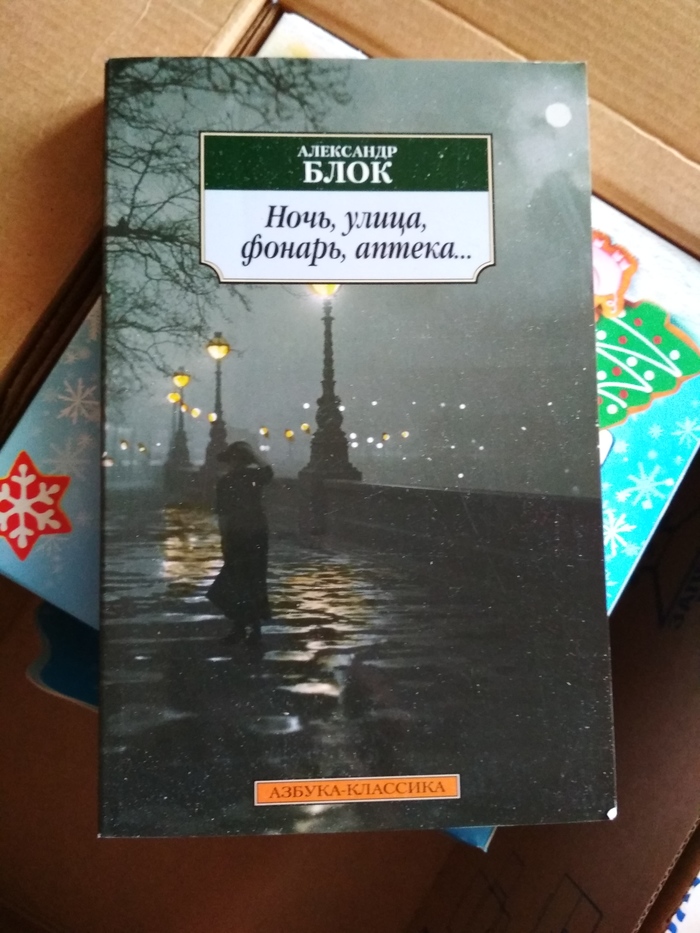 АЛЕКСАНДР
БЛОК
Ночь, улица,
фонарь, аптека...
АЗБУКА-КЛАССИКА